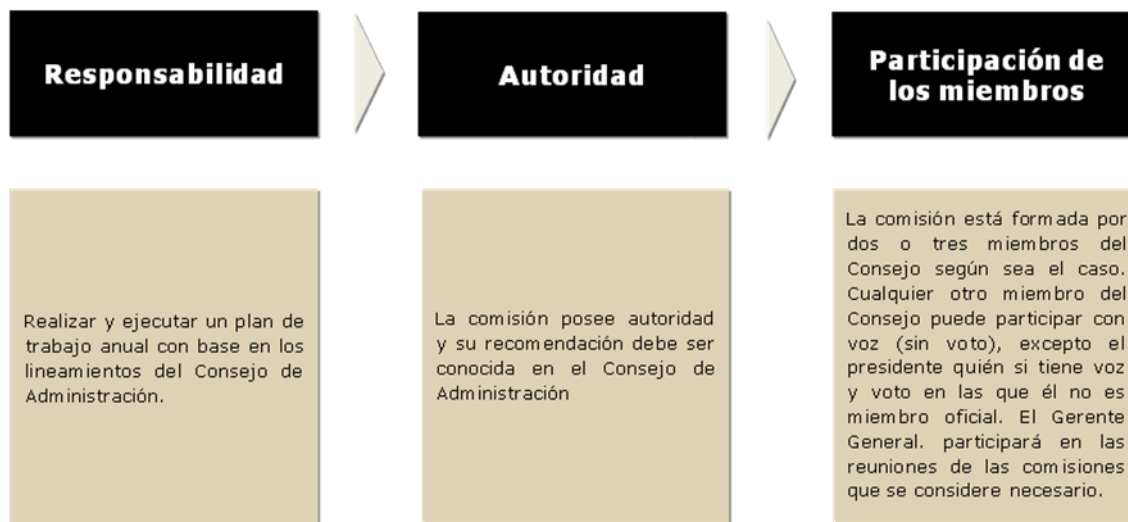 Responsabilidad
Autoridad
Participación de
los miembros
Realizar y ejecutar un plan de
trabajo anual con base en los
lineamientos del Consejo de
Administración.
La comisión posee autoridad
y su recomendación debe ser
conocida en el Consejo de
Administración
La comisión está formada por
dos o tres miembros del
Consejo según sea el caso.
Cualquier otro miembro del
Consejo puede participar con
voz (sin voto), excepto el
presidente quién si tiene voz
y voto en las que él no es
miembro oficial. El Gerente
General. participará en las
reuniones de las comisiones
que se considere necesario.